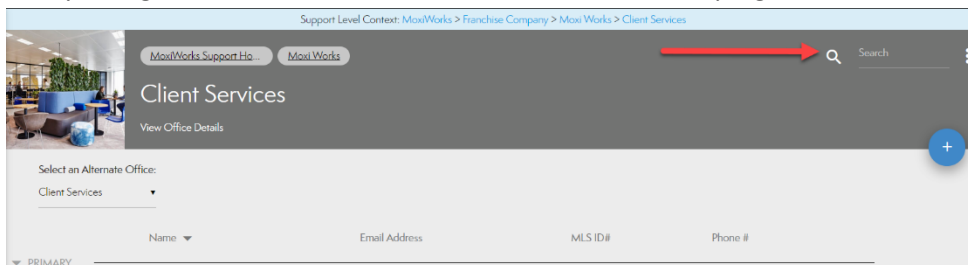 Support Level Context: MoxiWorks > Franchise Company > Moxi Works > Client Services
MoxiWorks Support Ho... Moxi Works
Search
Client Services
View Office Details
+
Select an Alternate Office:
Client Services
Name Email Address MLS ID# Phone #
PRIMARY